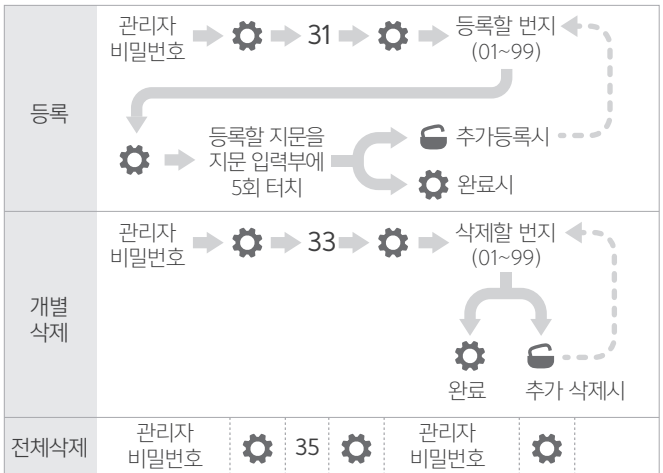 등록
관리자
비밀번호
31
등록할 번지
(01~99)
등록할 지문을
지문 입력부에
5회 터치
추가등록시
완료시
개별
삭제
관리자
비밀번호
33
삭제할 번지
(01~99)
완료
추가 삭제시
전체삭제
관리자
비밀번호
35
관리자
비밀번호